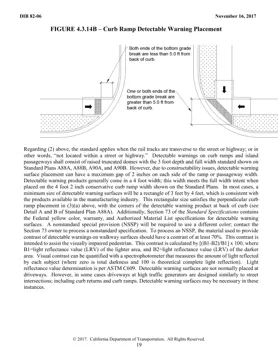 DIB 82-06
November 16, 2017
FIGURE 4.3.14B – Curb Ramp Detectable Warning Placement
Both ends of the bottom grade
break are less than 5.0 feet from
back of curb.
One or both ends of the
bottom grade break are
greater than 5.0 feet from
back of curb.
Regarding (2) above, the standard applies when the rail tracks are transverse to the street or highway; or in
other words, "not located within a street or highway." Detectable warnings on curb ramps and island
passageways shall consist of raised truncated domes with the 3 foot depth and full width standard shown on
Standard Plans A88A, A88B, A90A, and A90B. However, due to constructability issues, detectable warning
surface placement can have a maximum gap of 2 inches on each side of the ramp or passageway width.
Detectable warning products generally come in a 4 foot width; this width meets the full width intent when
placed on the 4 foot 2 inch conservative curb ramp width shown on the Standard Plans. In most cases, a
minimum size of detectable warning surfaces will be a rectangle of 3 feet by 4 feet, which is consistent with
the products available in the manufacturing industry. This rectangular size satisfies the perpendicular curb
ramp placement in (3)(a) above, with the corners of the detectable warning product at back of curb (see
Detail A and B of Standard Plan A88A). Additionally, Section 73 of the Standard Specifications contains
the Federal yellow color, warranty, and Authorized Material List specifications for detectable warning
surfaces. A nonstandard special provision (NSSP) will be required to use a different color; contact the
Section 73 owner to process a nonstandard specification. To process an NSSP, the material used to provide
contrast of detectable warnings on walkway surfaces should have a contrast of at least 70%. This contrast is
intended to assist the visually impaired pedestrian. This contrast is calculated by [(B1-B2)/B1] x 100, where
B1=light reflectance value (LRV) of the lighter area, and B2=light reflectance value (LRV) of the darker
area. Visual contrast can be quantified with a spectrophotometer that measures the amount of light reflected
by each subject (where zero is total darkness and 100 is theoretical complete light reflection). Light
reflectance value determination is per ASTM C609. Detectable warning surfaces are not normally placed at
driveways. However, in some cases driveways at high traffic generators are designed similarly to street
intersections; including curb returns and curb ramps. Detectable warning surfaces may be necessary in these
instances.
© 2017. California Department of Transportation. All Rights Reserved.
19